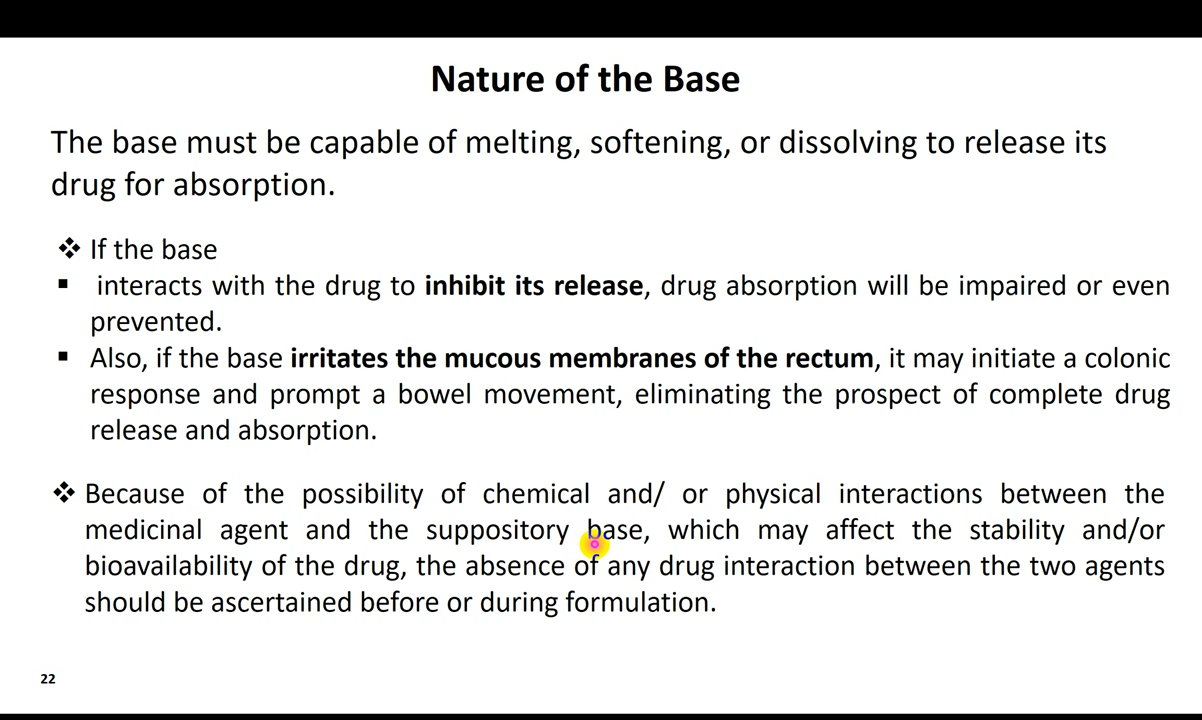 Nature of the Base
The base must be capable of melting, softening, or dissolving to release its
drug for absorption.
❖ If the base
▪ interacts with the drug to inhibit its release, drug absorption will be impaired or even
prevented.
▪ Also, if the base irritates the mucous membranes of the rectum, it may initiate a colonic
response and prompt a bowel movement, eliminating the prospect of complete drug
release and absorption.
❖ Because of the possibility of chemical and/ or physical interactions between the
medicinal agent and the suppository base, which may affect the stability and/or
bioavailability of the drug, the absence of any drug interaction between the two agents
should be ascertained before or during formulation.
22